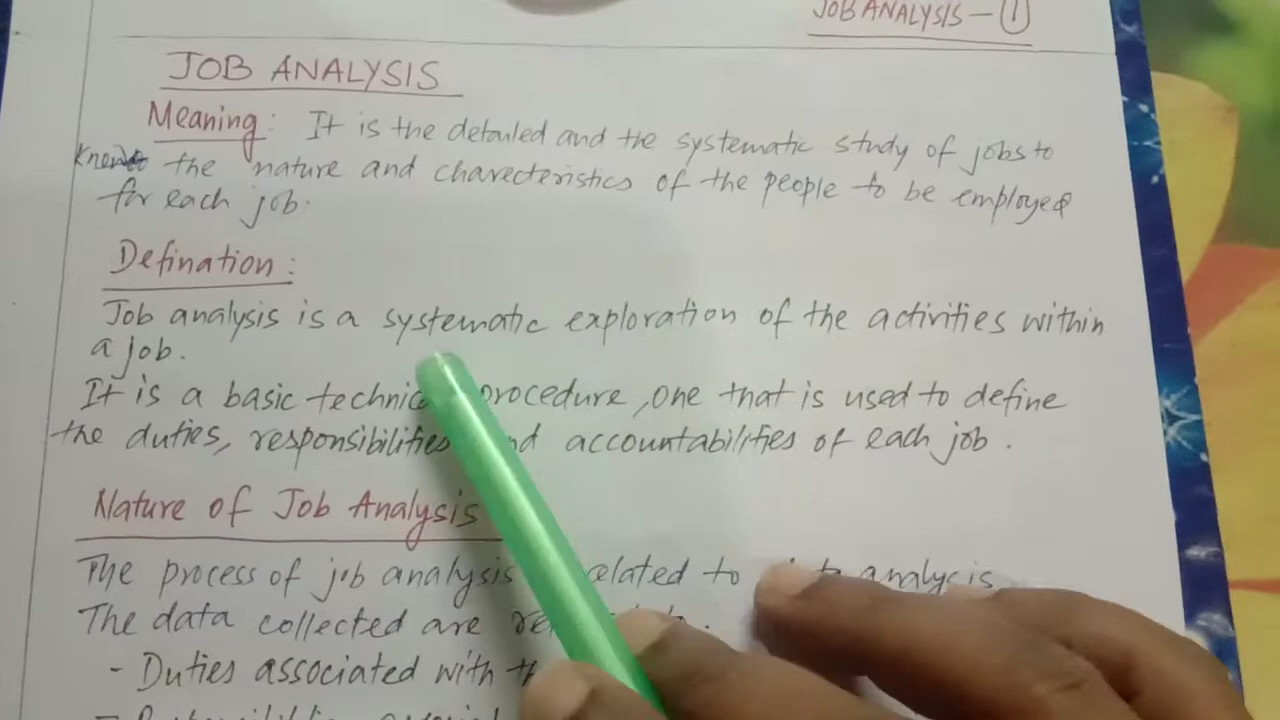 JOB ANALYSIS - 1
JOB ANALYSIS
Meaning: It is the detailed and the systematic study of jobs to
know the nature and charecteristics of the people to be employed
for each job.
Defination:
Job analysis is a systematic exploration of the activities within
a job.
It is a basic technical procedure, one that is used to define
the duties, responsibilities and accountabilities of each job.
Nature of Job Analysis
The process of job analysis related to analysis
The data collected are
- Duties associated with